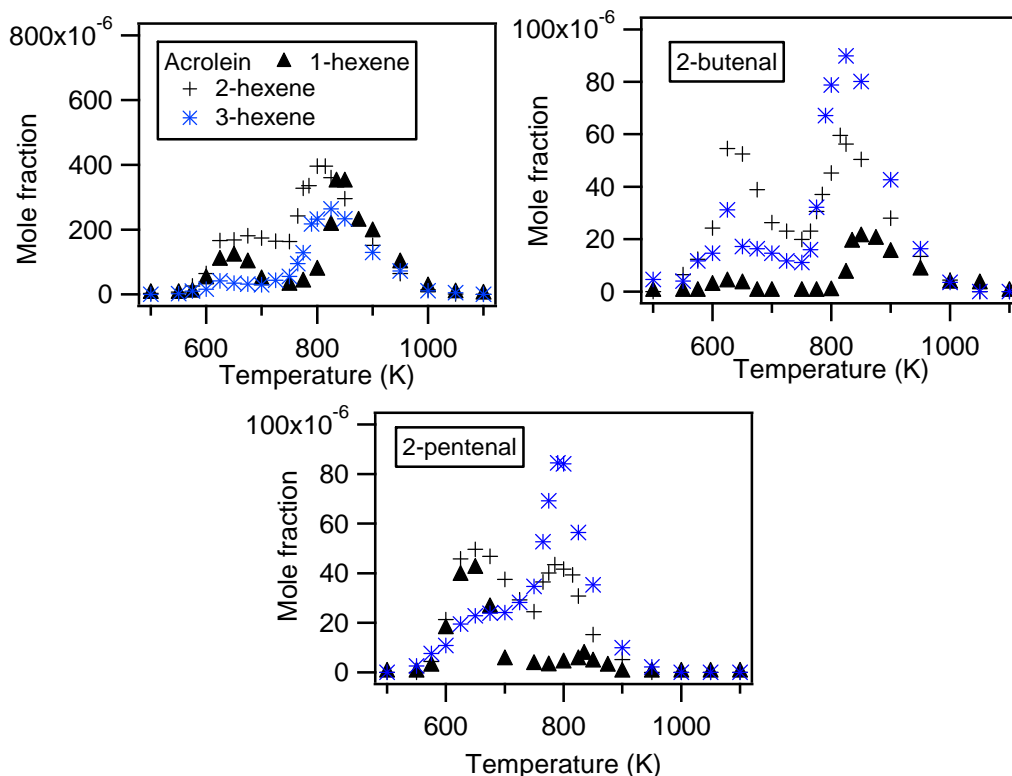 800x10-6
600
400
200
0
Mole fraction
Acrolein
1-hexene
2-hexene
3-hexene
600
800
1000
Temperature (K)
100x10-6
80
60
40
20
0
Mole fraction
2-butenal
600
800
1000
Temperature (K)
100x10-6
80
60
40
20
0
Mole fraction
2-pentenal
600
800
1000
Temperature (K)